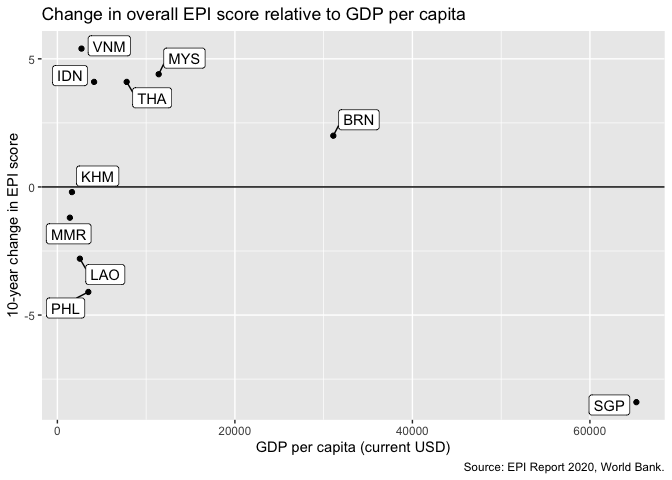 Change in overall EPI score relative to GDP per capita
VNM
MYS
IDN
THA
BRN
KHM
MMR
LAO
PHL
SGP
5
0
-5
10-year change in EPI score
0
20000
40000
60000
GDP per capita (current USD)
Source: EPI Report 2020, World Bank.